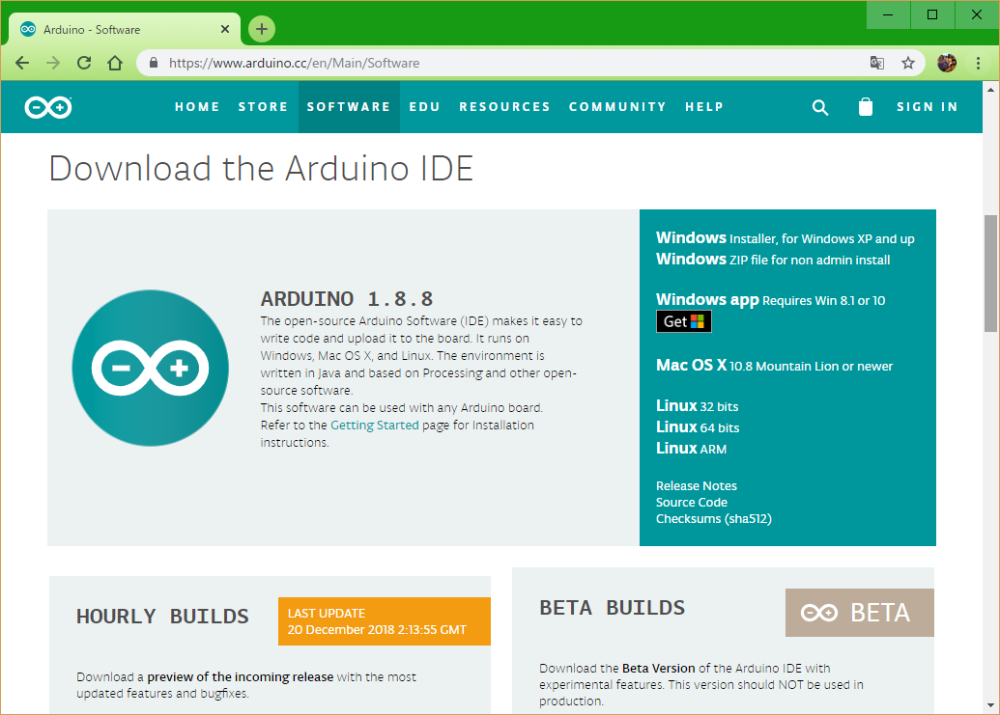 Arduino - Software
https://www.arduino.cc/en/Main/Software
HOME STORE SOFTWARE EDU RESOURCES COMMUNITY HELP SIGN IN
Download the Arduino IDE
ARDUINO 1.8.8
The open-source Arduino Software (IDE) makes it easy to
write code and upload it to the board. It runs on
Windows, Mac OS X, and Linux. The environment is
written in Java and based on Processing and other open-
source software.
This software can be used with any Arduino board.
Refer to the Getting Started page for Installation
instructions.
Windows Installer, for Windows XP and up
Windows ZIP file for non admin install
Windows app Requires Win 8.1 or 10
Get
Mac OS X 10.8 Mountain Lion or newer
Linux 32 bits
Linux 64 bits
Linux ARM
Release Notes
Source Code
Checksums (sha512)
HOURLY BUILDS
LAST UPDATE
20 December 2018 2:13:55 GMT
Download a preview of the incoming release with the most
updated features and bugfixes.
BETA BUILDS
BETA
Download the Beta Version of the Arduino IDE with
experimental features. This version should NOT be used in
production.